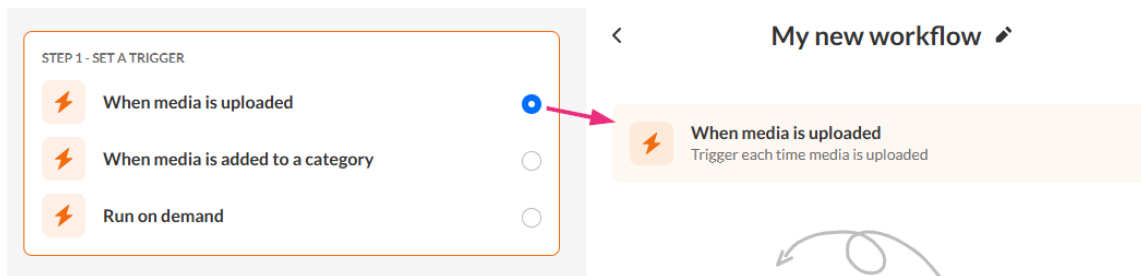 STEP 1 - SET A TRIGGER
When media is uploaded
When media is added to a category
Run on demand
My new workflow
When media is uploaded
Trigger each time media is uploaded